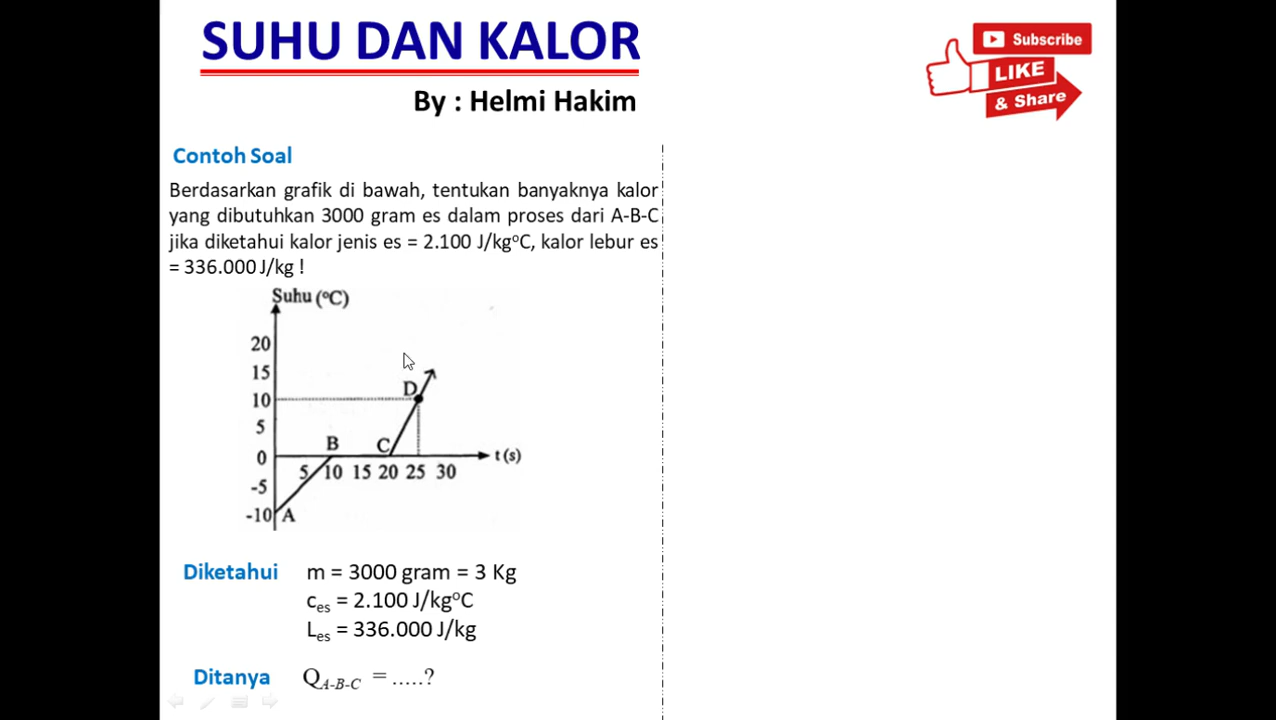 SUHU DAN KALOR
By : Helmi Hakim
Subscribe
LIKE
& Share
Contoh Soal
Berdasarkan grafik di bawah, tentukan banyaknya kalor
yang dibutuhkan 3000 gram es dalam proses dari A-B-C
jika diketahui kalor jenis es = 2.100 J/kg°C, kalor lebur es
= 336.000 J/kg !
Suhu (°C)
20
15
10
5
0
-5
-10
A
B
C
D
5 10 15 20 25 30
t (s)
Diketahui m = 3000 gram = 3 Kg
c_es = 2.100 J/kg°C
L_es = 336.000 J/kg
Ditanya Q_A-B-C = .....?